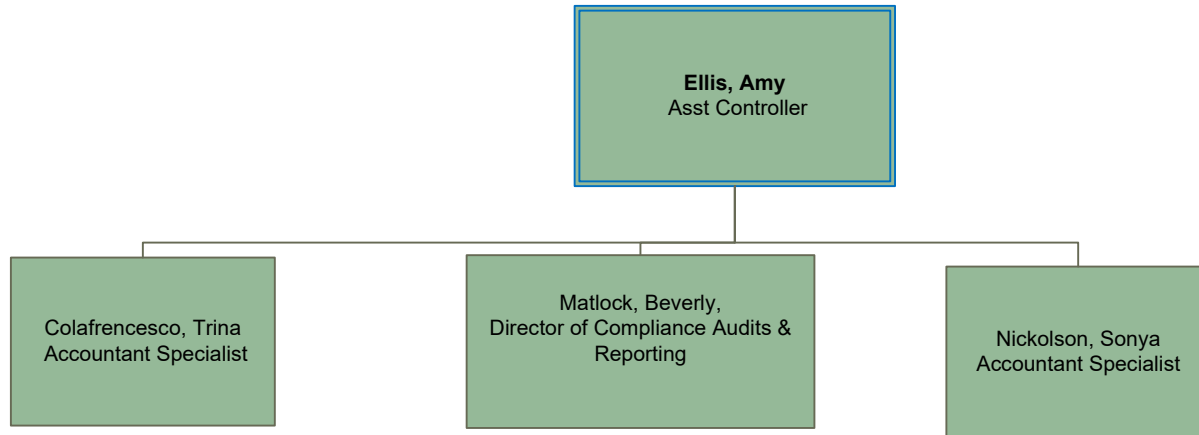 Ellis, Amy
Asst Controller
Colafrencesco, Trina
Accountant Specialist
Matlock, Beverly,
Director of Compliance Audits &
Reporting
Nickolson, Sonya
Accountant Specialist